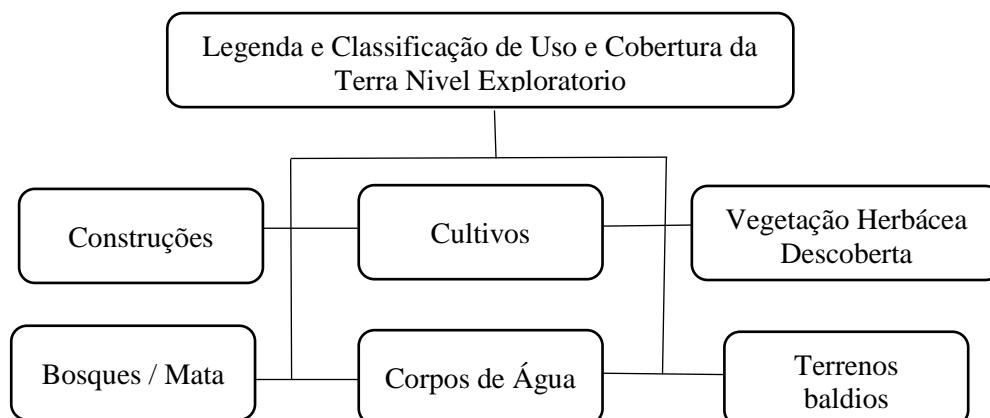 Legenda e Classificação de Uso e Cobertura da
Terra Nivel Exploratorio
Construções
Cultivos
Vegetação Herbácea
Descoberta
Bosques / Mata
Corpos de Água
Terrenos
baldios